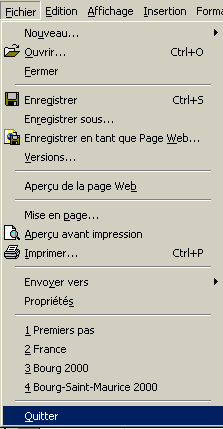 Fichier Edition Affichage Insertion Forma
Nouveau...
Ouvrir... Ctrl+O
Fermer
Enregistrer Ctrl+S
Enregistrer sous...
Enregistrer en tant que Page Web...
Versions...
Aperçu de la page Web
Mise en page...
Aperçu avant impression
Imprimer... Ctrl+P
Envoyer vers
Propriétés
1 Premiers pas
2 France
3 Bourg 2000
4 Bourg-Saint-Maurice 2000
Quitter